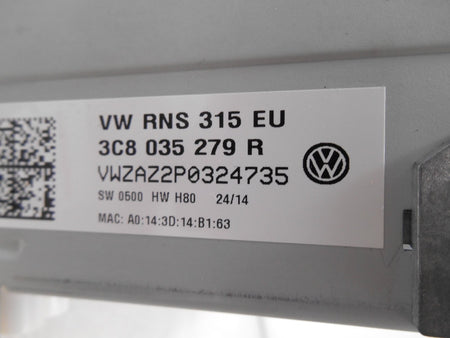 VW RNS 315 EU
3C8 035 279 R
VWZAZ2P0324735
SW 0500 HW H80 24/14
MAC: A0:14:3D:14:B1:63